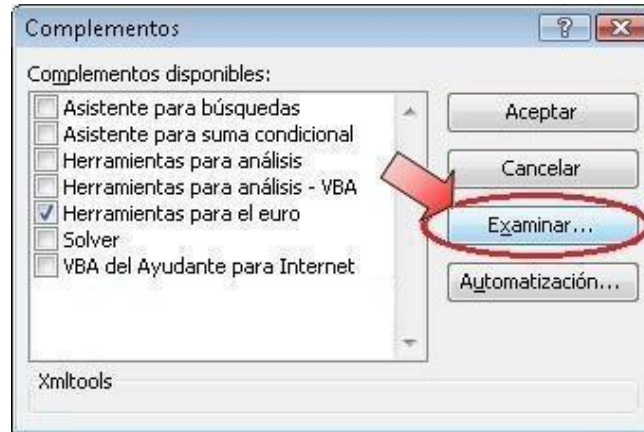 Complementos
Complementos disponibles:
Asistente para búsquedas
Asistente para suma condicional
Herramientas para análisis
Herramientas para análisis - VBA
Herramientas para el euro
Solver
VBA del Ayudante para Internet
Aceptar
Cancelar
Examinar...
Automatización...
Xmltools